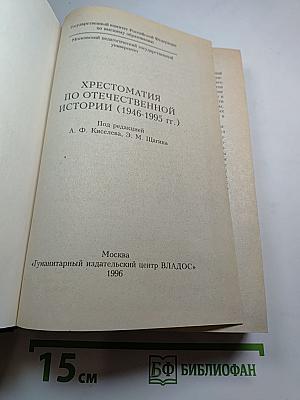 Государственный комитет Российской Федерации
по высшему образованию
Московский педагогический государственный
университет
ХРЕСТОМАТИЯ
ПО ОТЕЧЕСТВЕННОЙ
ИСТОРИИ (1946-1995 гг.)
Под редакцией
А. Ф. Киселева, Э. М. Щагина
Москва
«Гуманитарный издательский центр ВЛАДОС»
1996
15 см
БФ БИБЛИОФАН